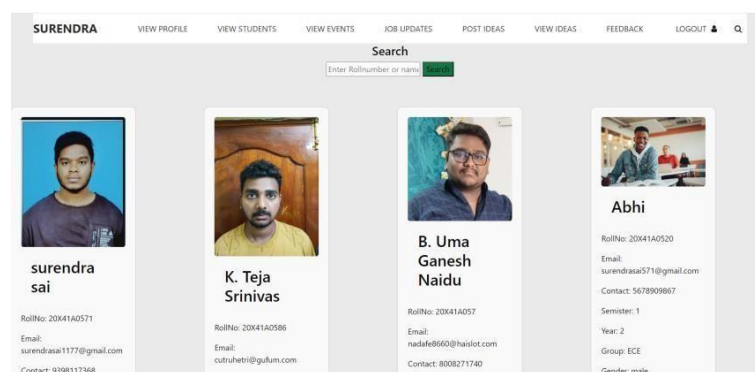 SURENDRA VIEW PROFILE VIEW STUDENTS VIEW EVENTS JOB UPDATES POST IDEAS VIEW IDEAS FEEDBACK LOGOUT
Search
Enter Rollnumber or name Search
surendra
sai
RollNo: 20X41A0571
Email:
surendrasai1177@gmail.com
Contact: 9398117368
K. Teja
Srinivas
RollNo: 20X41A0586
Email:
cutruhetri@gufum.com
B. Uma
Ganesh
Naidu
RollNo: 20X41A057
Email:
nadafe8660@haislot.com
Contact: 8008271740
Abhi
RollNo: 20X41A0520
Email:
surendrasai571@gmail.com
Contact: 5678909867
Semister: 1
Year: 2
Group: ECE
Gender: male